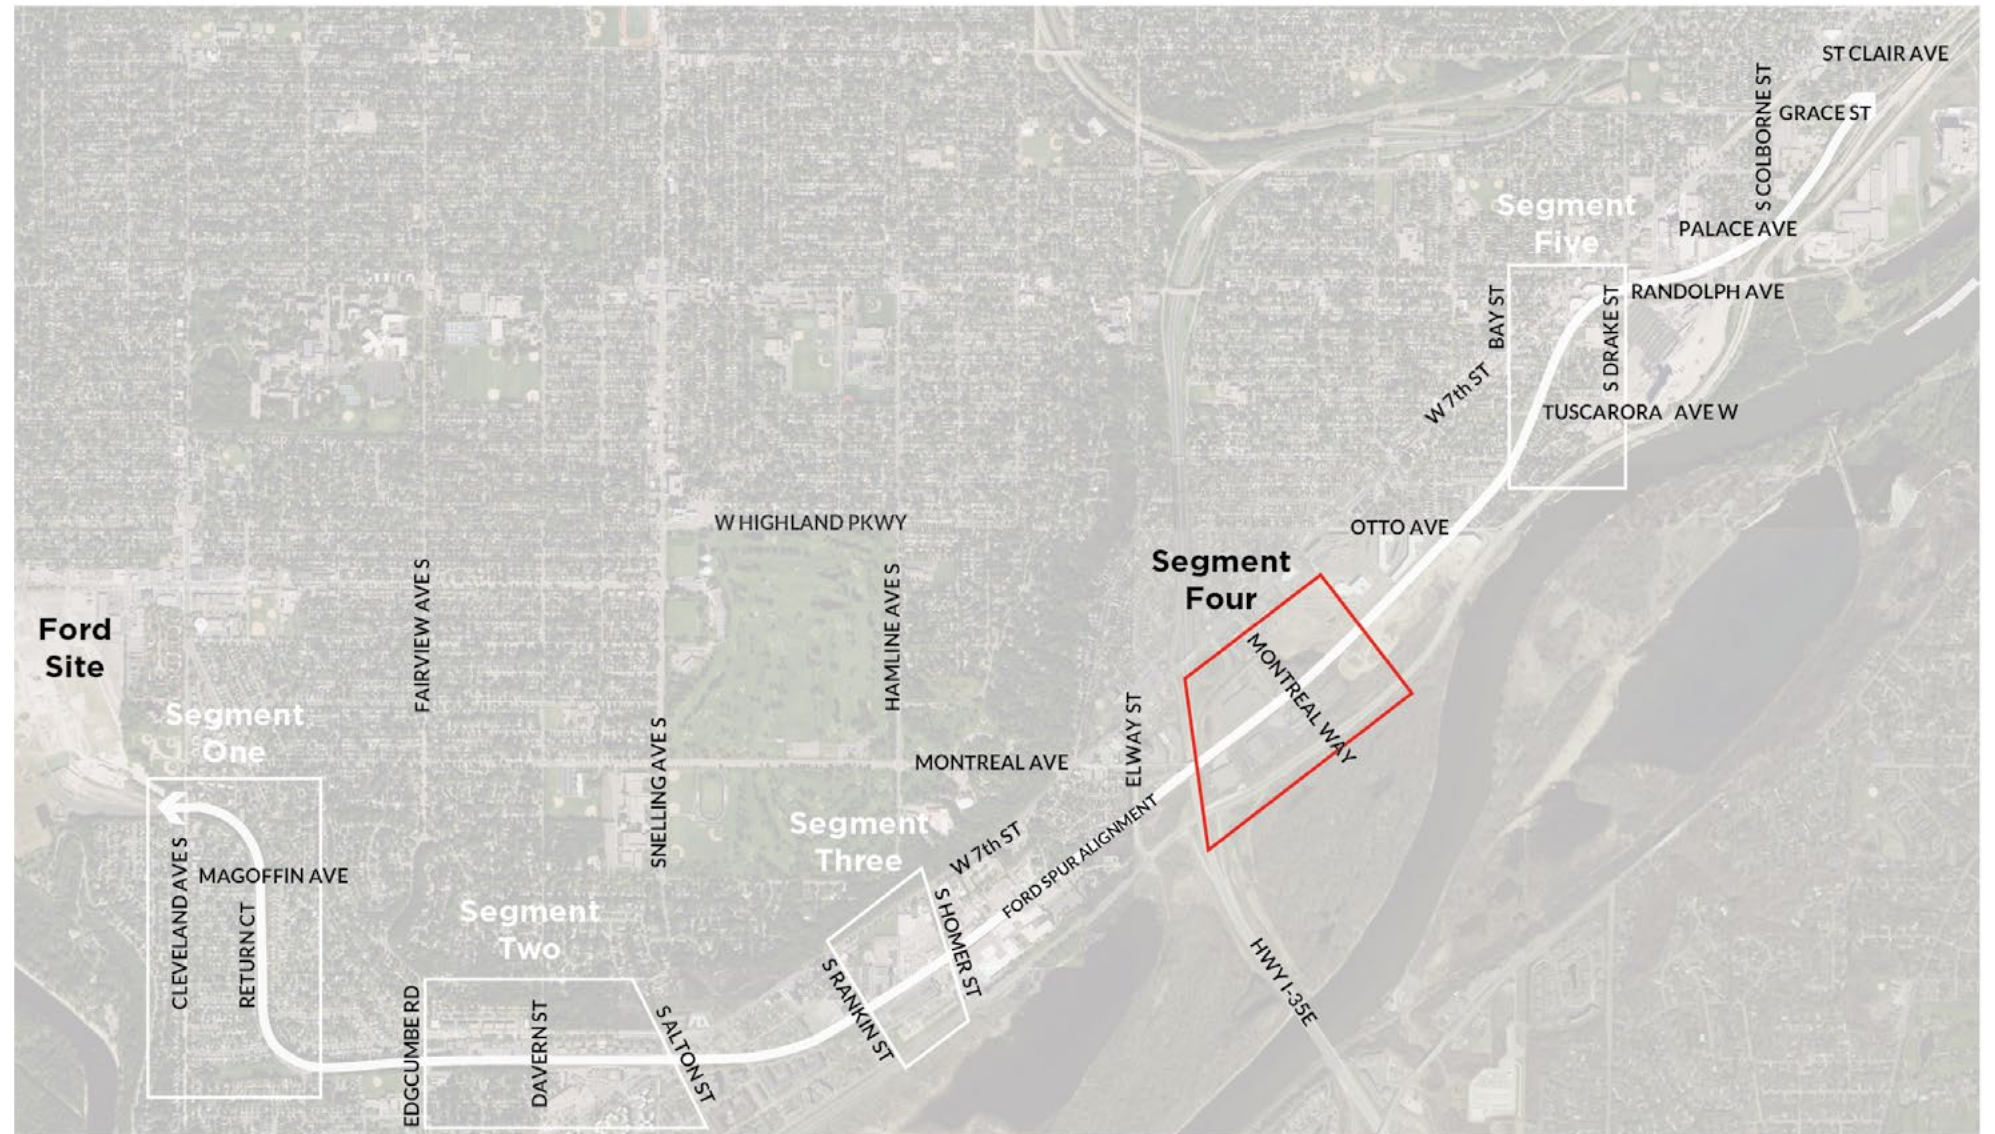 ST CLAIR AVE
S COLBORNE ST
GRACE ST
Segment
Five
PALACE AVE
BAY ST
S DRAKE ST
RANDOLPH AVE
W 7th ST
TUSCARORA AVE W
W HIGHLAND PKWY
OTTO AVE
Segment
Four
FAIRVIEW AVE S
HAMLINE AVE S
Ford
Site
MONTREAL WAY
Segment
One
SNELLING AVE S
ELWAY ST
MONTREAL AVE
Segment
Three
W 7th ST
FORD SPUR ALIGNMENT
CLEVELAND AVE S
MAGOFFIN AVE
RETURN CT
Segment
Two
S HOMER ST
S RANKIN ST
HWY I-35E
EDGCUMBE RD
DAVERN ST
S ALTON ST